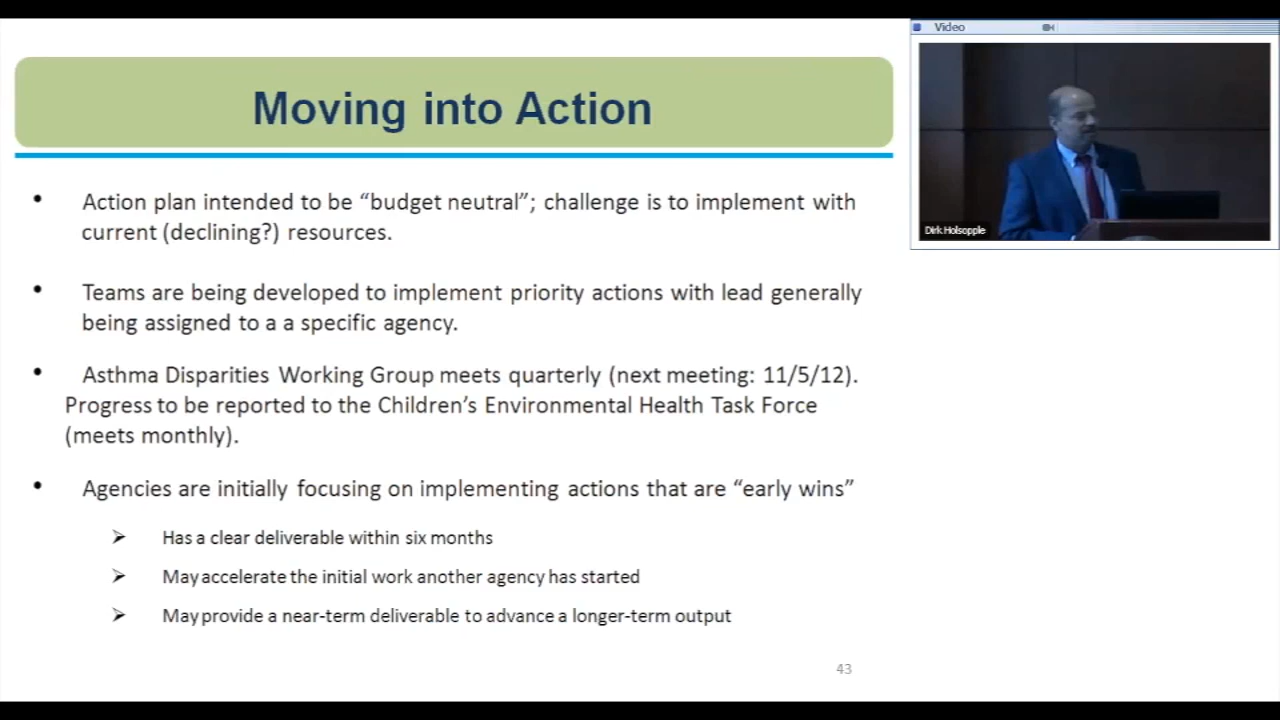 Moving into Action
• Action plan intended to be “budget neutral”; challenge is to implement with
current (declining?) resources.
• Teams are being developed to implement priority actions with lead generally
being assigned to a a specific agency.
• Asthma Disparities Working Group meets quarterly (next meeting: 11/5/12).
Progress to be reported to the Children’s Environmental Health Task Force
(meets monthly).
• Agencies are initially focusing on implementing actions that are “early wins”
➢ Has a clear deliverable within six months
➢ May accelerate the initial work another agency has started
➢ May provide a near-term deliverable to advance a longer-term output
43
Video
Dirk Holsopple